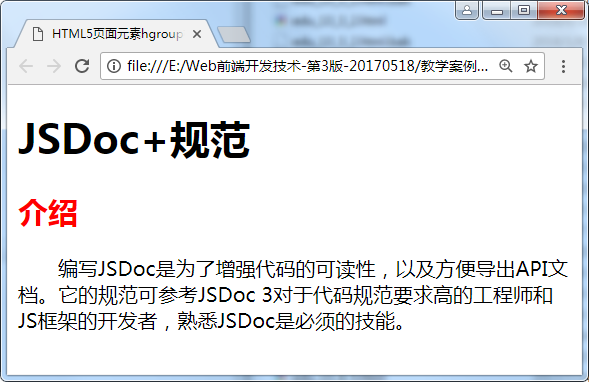 HTML5页面元素hgroup
file:///E:/Web前端开发技术-第3版-20170518/教学案例...
JSDoc+规范
介绍
编写JSDoc是为了增强代码的可读性，以及方便导出API文
档。它的规范可参考JSDoc 3对于代码规范要求高的工程师和
JS框架的开发者，熟悉JSDoc是必须的技能。